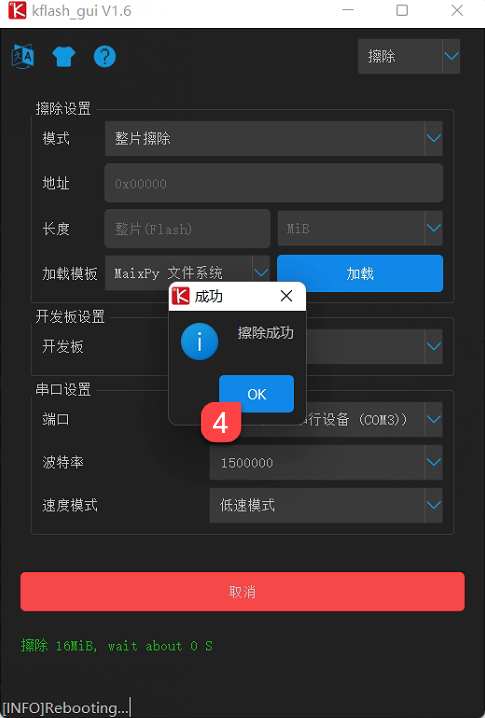 kflash_gui V1.6
擦除
擦除设置
模式 整片擦除
地址 0x00000
长度 整片(Flash) MiB
加载模板 MaixPy 文件系统 加载
成功
擦除成功
OK
4
开发板设置
开发板
串口设置
端口 行设备 (COM3))
波特率 1500000
速度模式 低速模式
取消
擦除 16MiB, wait about 0 S
[INFO]Rebooting...